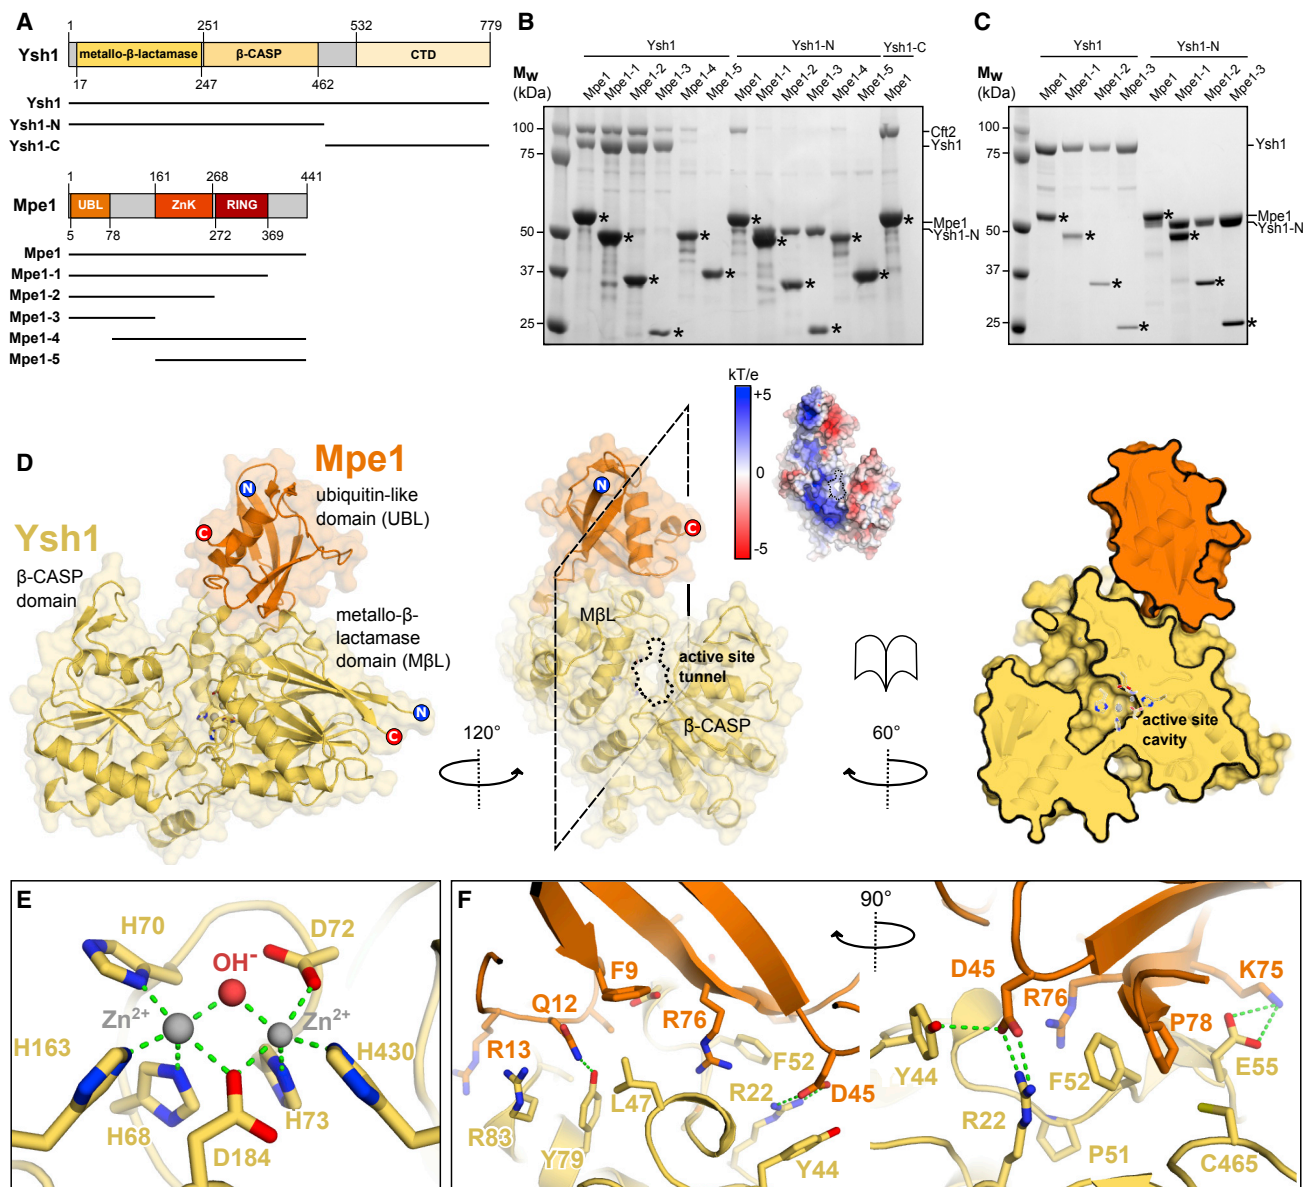 A
1 251 532 779
Ysh1 metallo-β-lactamase β-CASP CTD
17 247 462
Ysh1
Ysh1-N
Ysh1-C
1 161 268 441
Mpe1 UBL ZnK RING
5 78 272 369
Mpe1
Mpe1-1
Mpe1-2
Mpe1-3
Mpe1-4
Mpe1-5
B
Ysh1 Ysh1-N Ysh1-C
Mpe1 Mpe1-1 Mpe1-2 Mpe1-3 Mpe1-4 Mpe1-5 Mpe1 Mpe1-1 Mpe1-2 Mpe1-3 Mpe1-4 Mpe1-5 Mpe1
Mw
(kDa)
100
75
50
37
25
Cft2
Ysh1
Mpe1
Ysh1-N
* * * * * * * * * * * *
C
Ysh1 Ysh1-N
Mpe1 Mpe1-1 Mpe1-2 Mpe1-3 Mpe1 Mpe1-1 Mpe1-2 Mpe1-3
Mw
(kDa)
100
75
50
37
25
Ysh1
Mpe1
Ysh1-N
* * * * * * * *
D
Mpe1
ubiquitin-like
domain (UBL)
N
C
Ysh1
β-CASP
domain
metallo-β-
lactamase
domain (MβL)
N
C
120°
N
C
MβL
active site
tunnel
β-CASP
kT/e
+5
0
-5
60°
active site
cavity
E
H70
D72
OH-
Zn2+ Zn2+
H163
H430
H68
H73
D184
F
F9
Q12
R13
R76
F52
R22
D45
L47
R83
Y79
Y44
90°
D45
R76
K75
P78
Y44
F52
E55
R22
P51
C465